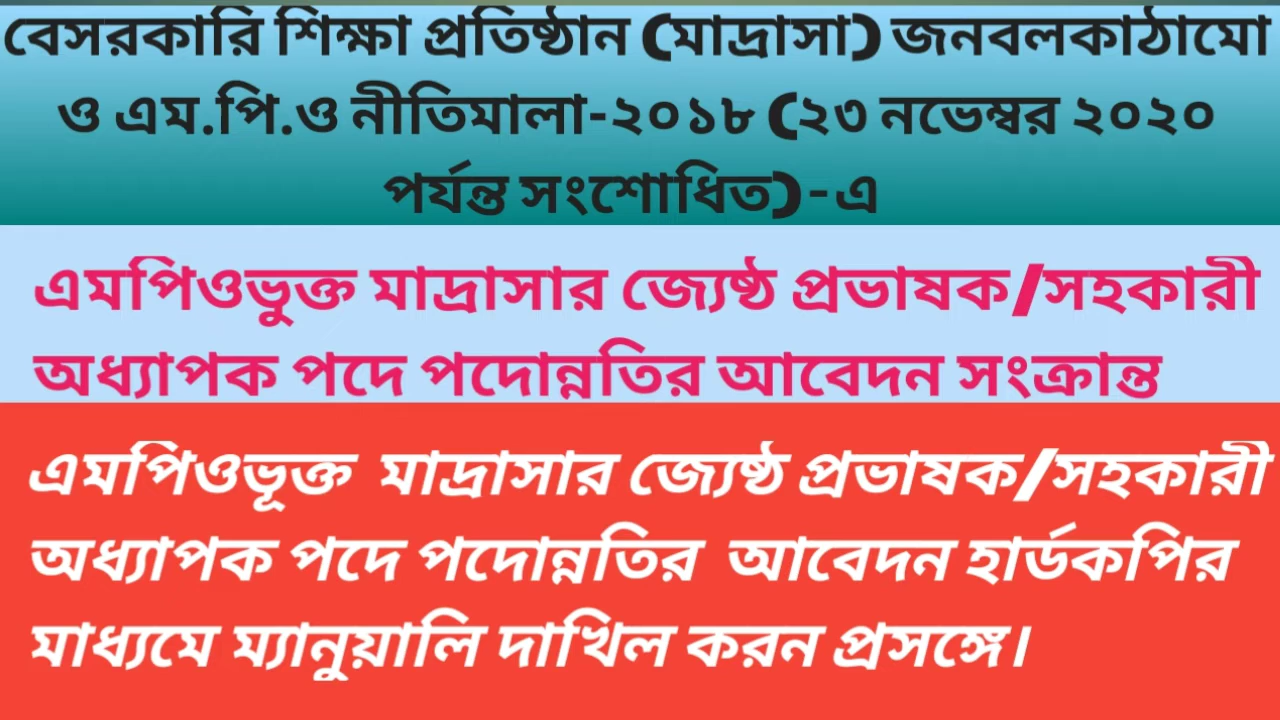 বেসরকারি শিক্ষা প্রতিষ্ঠান (মাদ্রাসা) জনবলকাঠামো
ও এম.পি.ও নীতিমালা-২০১৮ (২৩ নভেম্বর ২০২০
পর্যন্ত সংশোধিত)-এ
এমপিওভুক্ত মাদ্রাসার জ্যেষ্ঠ প্রভাষক/সহকারী
অধ্যাপক পদে পদোন্নতির আবেদন সংক্রান্ত
এমপিওভূক্ত মাদ্রাসার জ্যেষ্ঠ প্রভাষক/সহকারী
অধ্যাপক পদে পদোন্নতির আবেদন হার্ডকপির
মাধ্যমে ম্যানুয়ালি দাখিল করন প্রসঙ্গে।